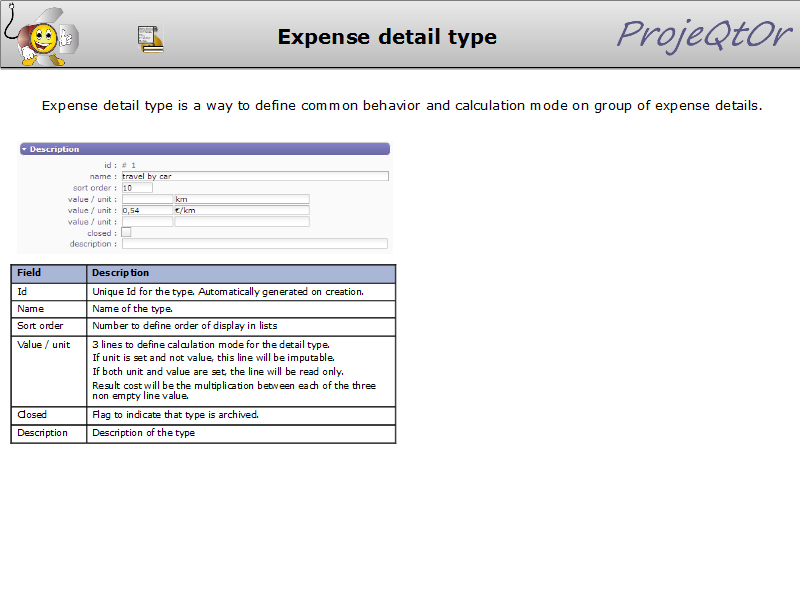 Expense detail type
ProjeQtOr
Expense detail type is a way to define common behavior and calculation mode on group of expense details.
Description
id : # 1
name : travel by car
sort order : 10
value / unit : km
value / unit : 0,54 €/km
value / unit :
closed :
description :
Field Description
Id Unique Id for the type. Automatically generated on creation.
Name Name of the type.
Sort order Number to define order of display in lists
Value / unit 3 lines to define calculation mode for the detail type.
If unit is set and not value, this line will be imputable.
If both unit and value are set, the line will be read only.
Result cost will be the multiplication between each of the three
non empty line value.
Closed Flag to indicate that type is archived.
Description Description of the type